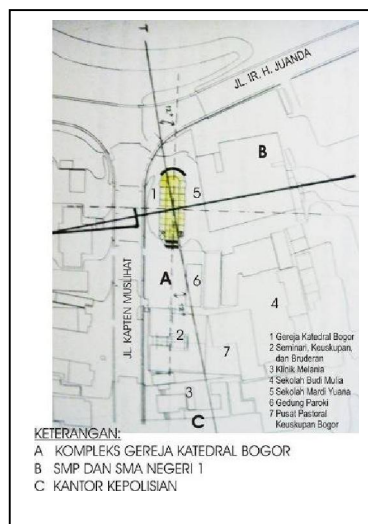 JL. IR. H. JUANDA
B
1
5
A
6
JL. KAPTEN MUSLIHAT
4
2
7
3
C
1 Gereja Katedral Bogor
2 Seminari, Keuskupan,
dan Bruderan
3 Klinik Melania
4 Sekolah Budi Mulia
5 Sekolah Mardi Yuana
6 Gedung Paroki
7 Pusat Pastoral
Keuskupan Bogor
KETERANGAN:
A KOMPLEKS GEREJA KATEDRAL BOGOR
B SMP DAN SMA NEGERI 1
C KANTOR KEPOLISIAN